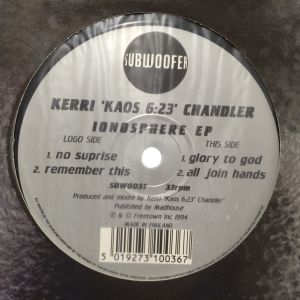 SUBWOOFER
KERRI 'KAOS 6:23' CHANDLER
IONOSPHERE EP
LOGO SIDE
THIS SIDE
1. no suprise
1. glory to god
2. remember this
2. all join hands
SUW003T
33rpm
Produced and mixed by Kerri 'Kaos 6:23' Chandler'
Published by Madhouse
℗ & © Freetown Inc 1994
MADE IN ENGLAND
5 019273 100367